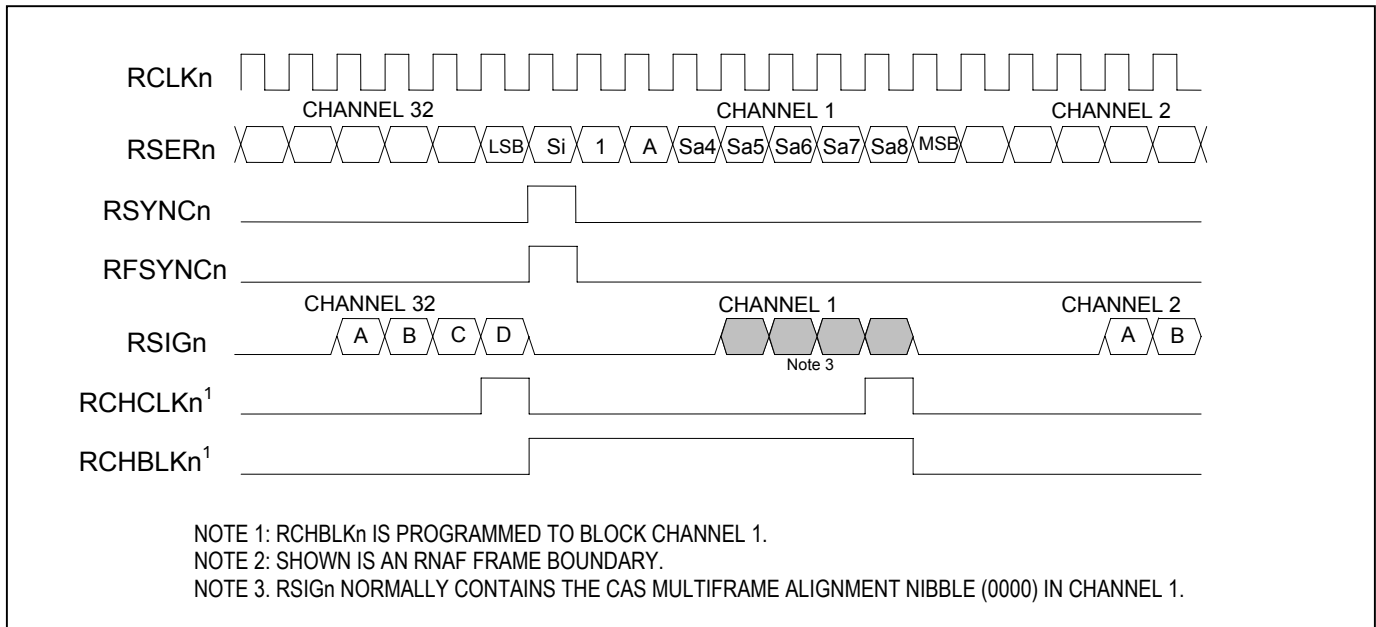 RCLKn
CHANNEL 32 CHANNEL 1 CHANNEL 2
RSERn LSB Si 1 A Sa4 Sa5 Sa6 Sa7 Sa8 MSB
RSYNCn
RFSYNCn
CHANNEL 32 CHANNEL 1 CHANNEL 2
RSIGn A B C D A B
Note 3
RCHCLKn¹
RCHBLKn¹
NOTE 1: RCHBLKn IS PROGRAMMED TO BLOCK CHANNEL 1.
NOTE 2: SHOWN IS AN RNAF FRAME BOUNDARY.
NOTE 3. RSIGn NORMALLY CONTAINS THE CAS MULTIFRAME ALIGNMENT NIBBLE (0000) IN CHANNEL 1.